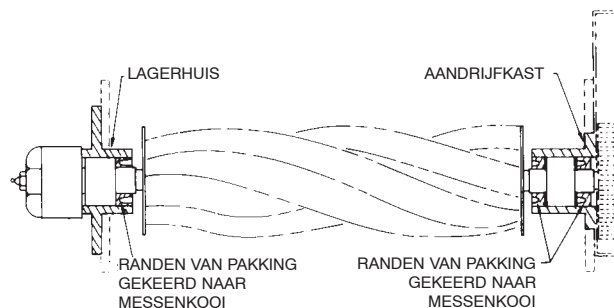 LAGERHUIS
AANDRIJFKAST
RANDEN VAN PAKKING
GEKEERD NAAR
MESSENKOOI
RANDEN VAN PAKKING
GEKEERD NAAR
MESSENKOOI